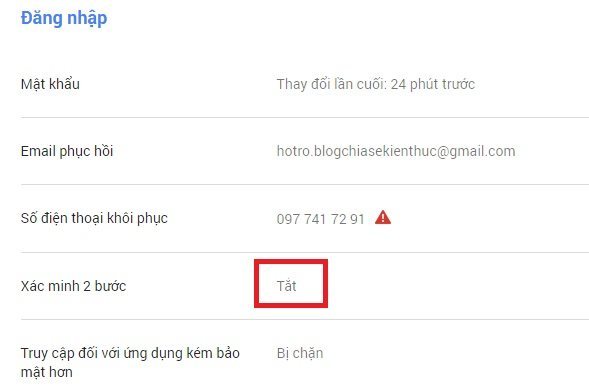 Đăng nhập
Mật khẩu
Thay đổi lần cuối: 24 phút trước
Email phục hồi
hotro.blogchiasekienthuc@gmail.com
Số điện thoại khôi phục
097 741 72 91
Xác minh 2 bước
Tắt
Truy cập đối với ứng dụng kém bảo
mật hơn
Bị chặn